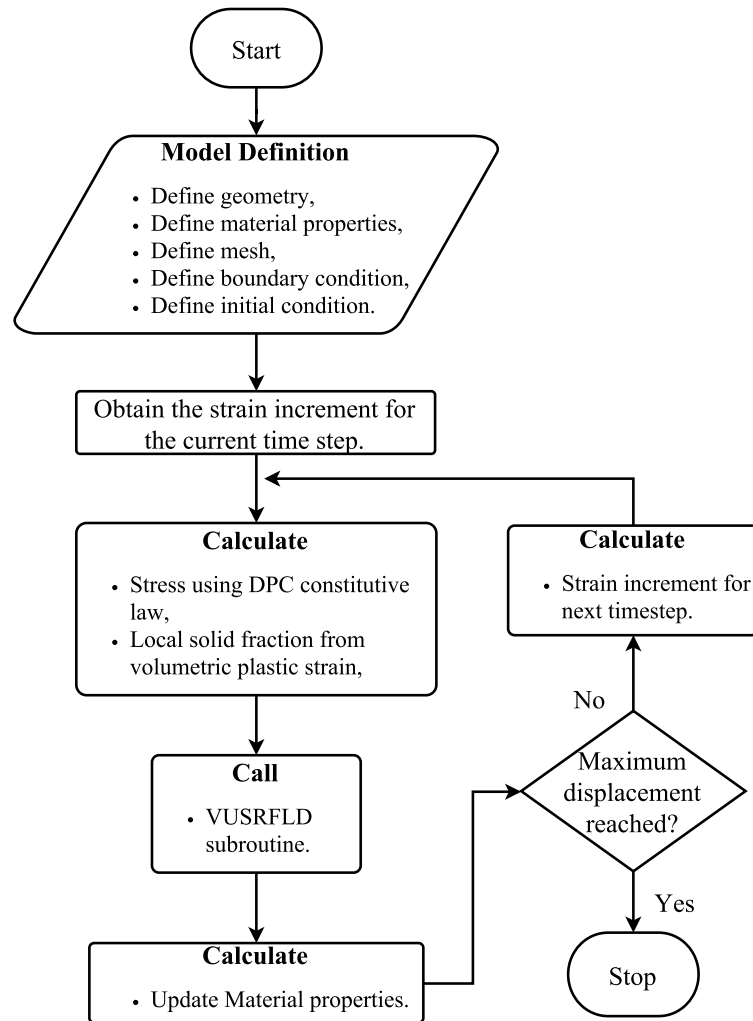 Start
Model Definition
• Define geometry,
• Define material properties,
• Define mesh,
• Define boundary condition,
• Define initial condition.
Obtain the strain increment for
the current time step.
Calculate
• Stress using DPC constitutive
law,
• Local solid fraction from
volumetric plastic strain,
Call
• VUSRFLD
subroutine.
Calculate
• Update Material properties.
Maximum
displacement
reached?
No
Calculate
• Strain increment for
next timestep.
Yes
Stop